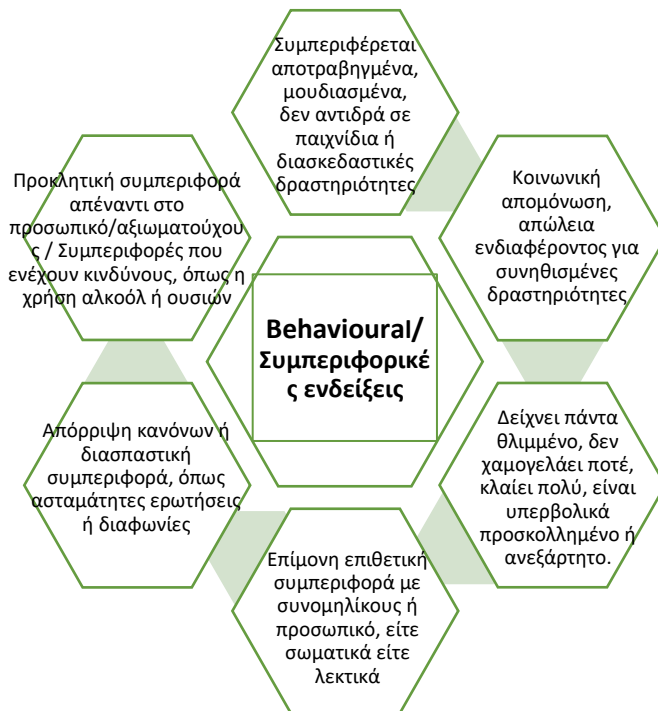 Συμπεριφέρεται
αποτραβηγμένα,
μουδιασμένα,
δεν αντιδρά σε
παιχνίδια ή
διασκεδαστικές
δραστηριότητες
Κοινωνική
απομόνωση,
απώλεια
ενδιαφέροντος για
συνηθισμένες
δραστηριότητες
Δείχνει πάντα
θλιμμένο, δεν
χαμογελάει ποτέ,
κλαίει πολύ, είναι
υπερβολικά
προσκολλημένο ή
ανεξάρτητο.
Επίμονη επιθετική
συμπεριφορά με
συνομηλίκους ή
προσωπικό, είτε
σωματικά είτε
λεκτικά
Απόρριψη κανόνων ή
διασπαστική
συμπεριφορά, όπως
ασταμάτητες ερωτήσεις
ή διαφωνίες
Προκλητική συμπεριφορά
απέναντι στο
προσωπικό/αξιωματούχου
ς / Συμπεριφορές που
ενέχουν κινδύνους, όπως η
χρήση αλκοόλ ή ουσιών
Behavioural/
Συμπεριφορικέ
ς ενδείξεις